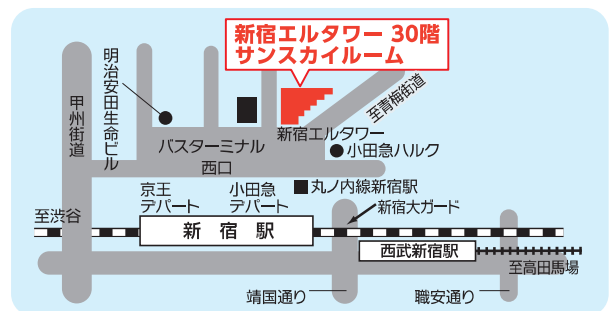 新宿エルタワー 30階
サンスカイルーム
明治安田生命ビル
甲州街道
至青梅街道
新宿エルタワー
バスターミナル
小田急ハルク
西口
京王
デパート
小田急
デパート
丸ノ内線新宿駅
至渋谷
新宿大ガード
新宿駅
西武新宿駅
至高田馬場
靖国通り
職安通り